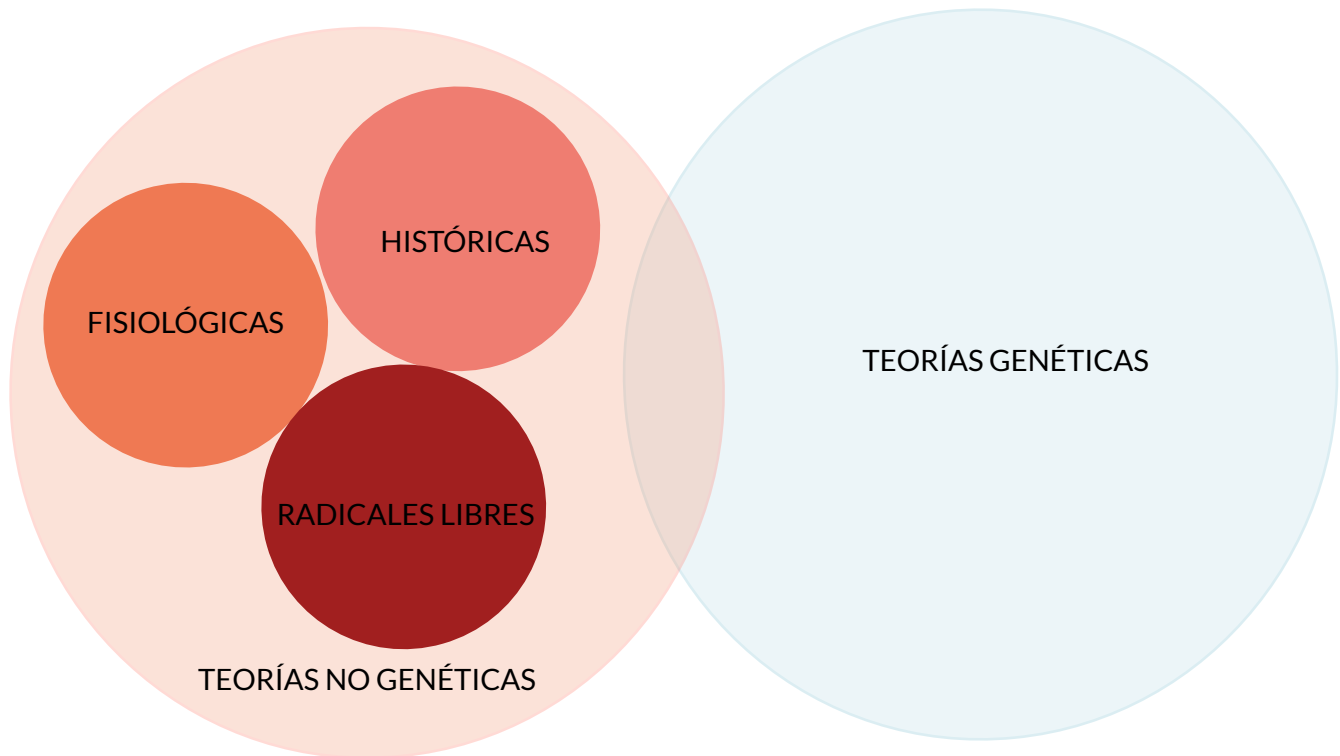 HISTÓRICAS
FISIOLÓGICAS
TEORÍAS GENÉTICAS
RADICALES LIBRES
TEORÍAS NO GENÉTICAS